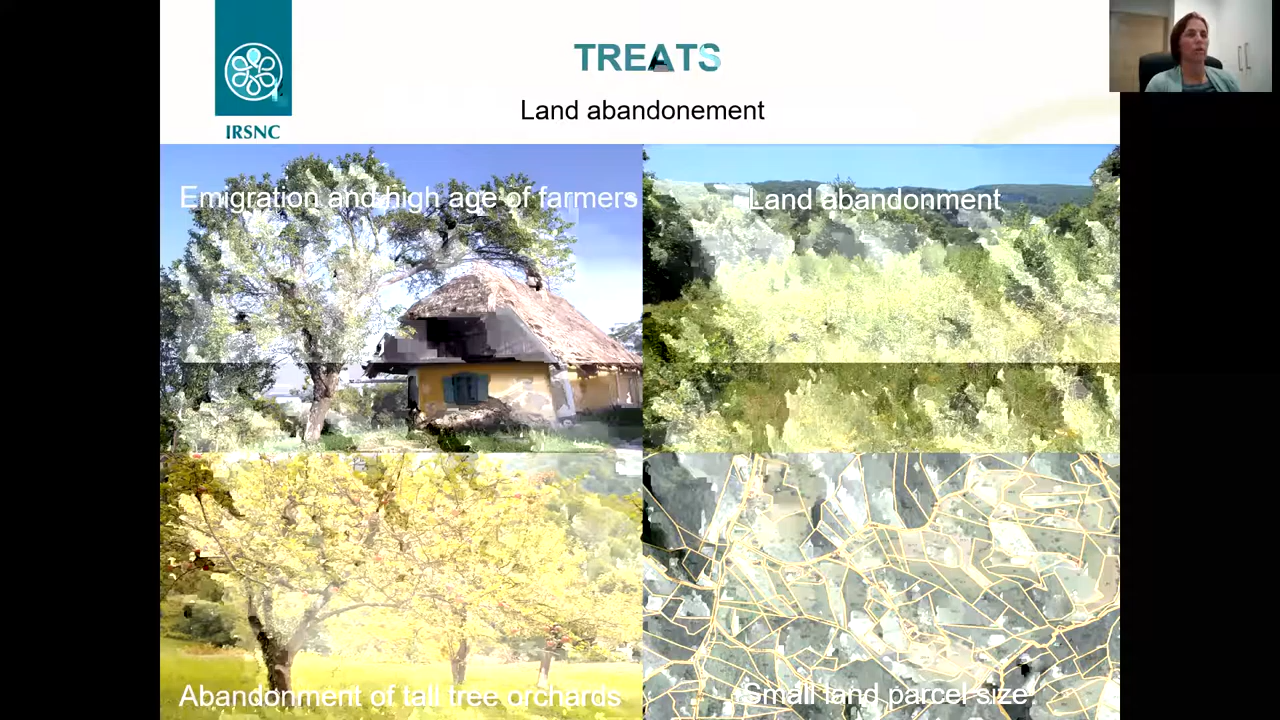 TREATS
Land abandonement
IRSNC
Emigration and high age of farmers
Land abandonment
Abandonment of tall tree orchards
Small land parcel size